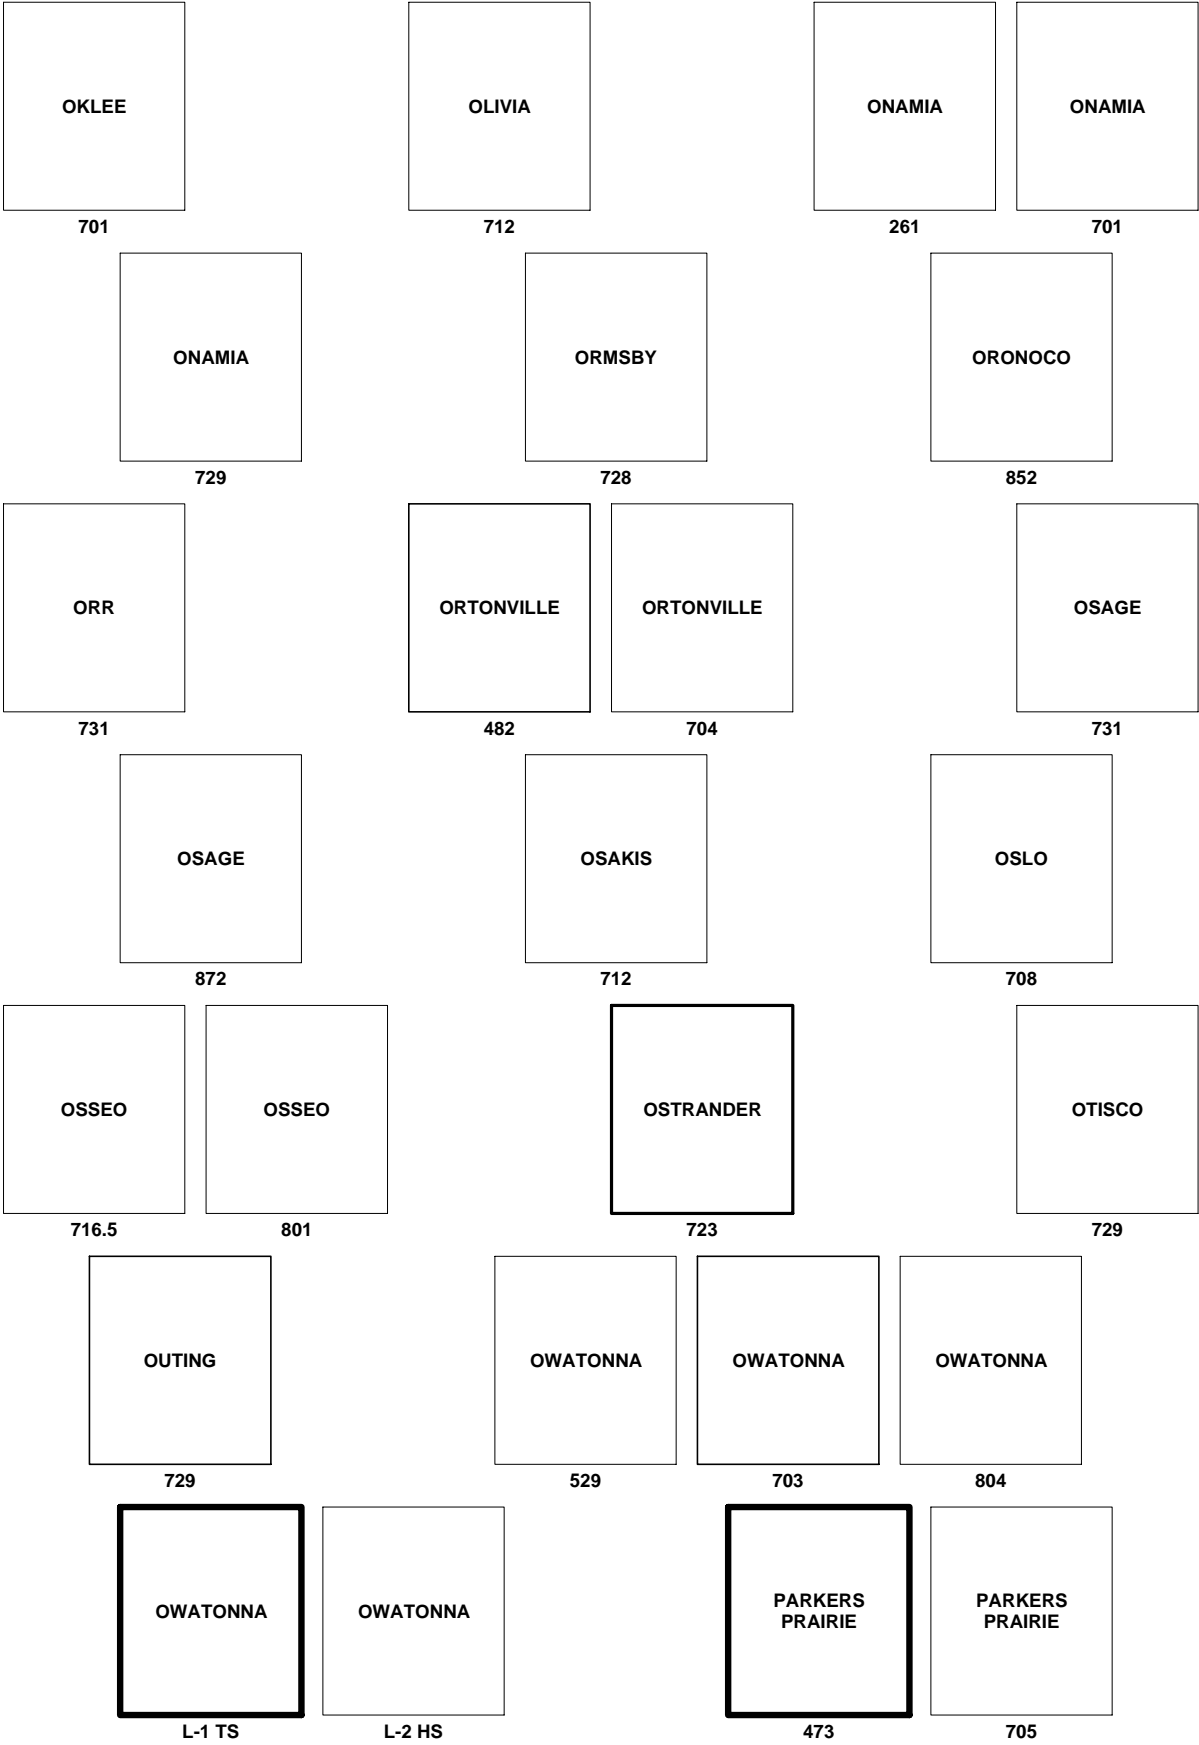 OKLEE
OLIVIA
ONAMIA
ONAMIA
701
712
261
701
ONAMIA
ORMSBY
ORONOCO
729
728
852
ORR
ORTONVILLE
ORTONVILLE
OSAGE
731
482
704
731
OSAGE
OSAKIS
OSLO
872
712
708
OSSEO
OSSEO
OSTRANDER
OTISCO
716.5
801
723
729
OUTING
OWATONNA
OWATONNA
OWATONNA
729
529
703
804
OWATONNA
OWATONNA
PARKERS
PRAIRIE
PARKERS
PRAIRIE
L-1 TS
L-2 HS
473
705